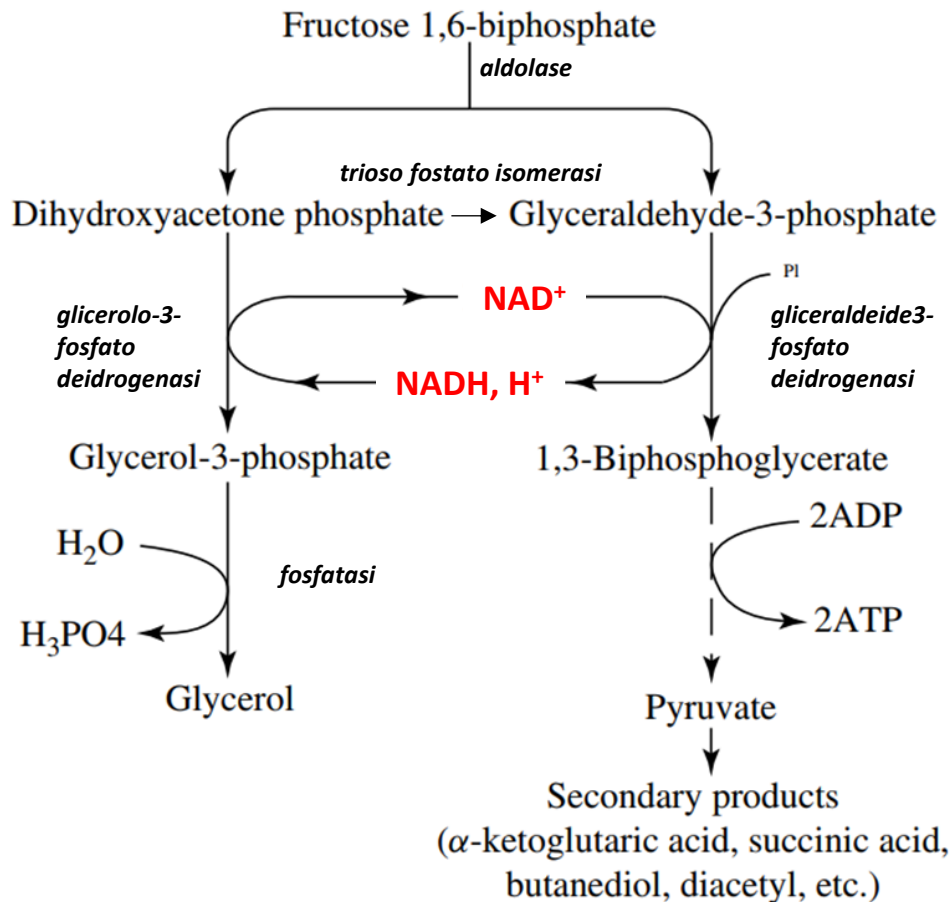 Fructose 1,6-biphosphate
aldolase
trioso fostato isomerasi
Dihydroxyacetone phosphate
Glyceraldehyde-3-phosphate
PI
NAD⁺
glicerolo-3-
fosfato
deidrogenasi
gliceraldeide3-
fosfato
deidrogenasi
NADH, H⁺
Glycerol-3-phosphate
1,3-Biphosphoglycerate
H₂O
2ADP
fosfatasi
H₃PO4
2ATP
Glycerol
Pyruvate
Secondary products
(α-ketoglutaric acid, succinic acid,
butanediol, diacetyl, etc.)